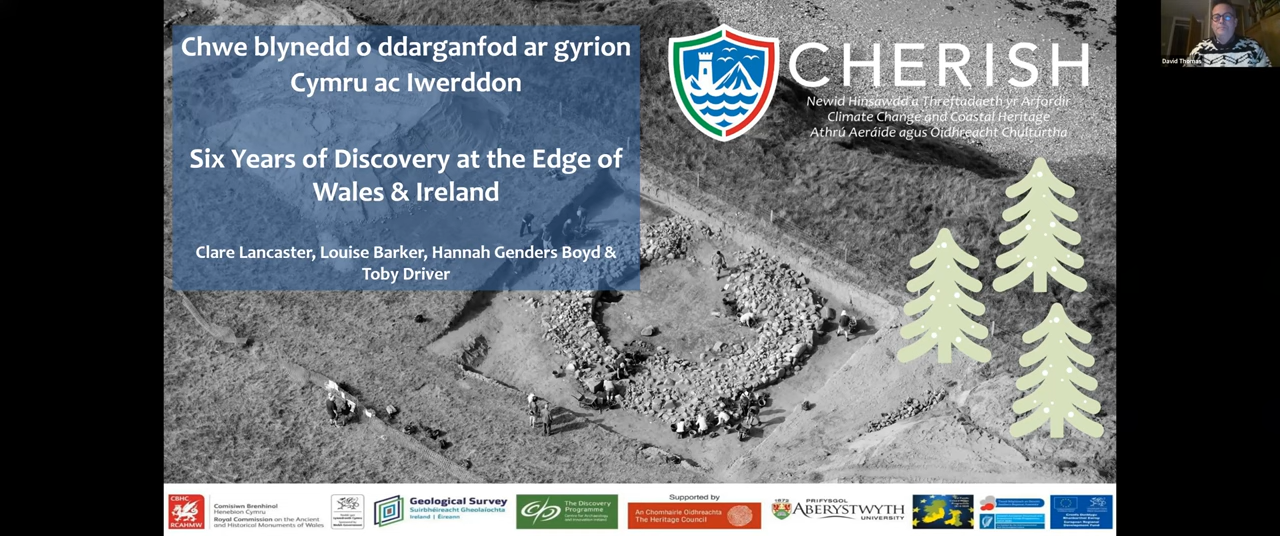 Chwe blynedd o ddarganfod ar gyrion
Cymru ac Iwerddon
Six Years of Discovery at the Edge of
Wales & Ireland
Clare Lancaster, Louise Barker, Hannah Genders Boyd &
Toby Driver
CHERISH
Newid Hinsawdd a Threftadaeth yr Arfordir
Climate Change and Coastal Heritage
Athrú Aeráide agus Oidhreacht Chultúrtha
David Thomas
CBHC
RCAHMW
Comisiwn Brenhinol
Henebion Cymru
Royal Commission on the Ancient
and Historical Monuments of Wales
Geological Survey
Suirbhéireacht Gheolaíochta
Ireland | Éireann
The Discovery
Programme
Supported by
An Chomhairle Oidhreachta
The Heritage Council
1872
PRIFYSGOL
ABERYSTWYTH
UNIVERSITY